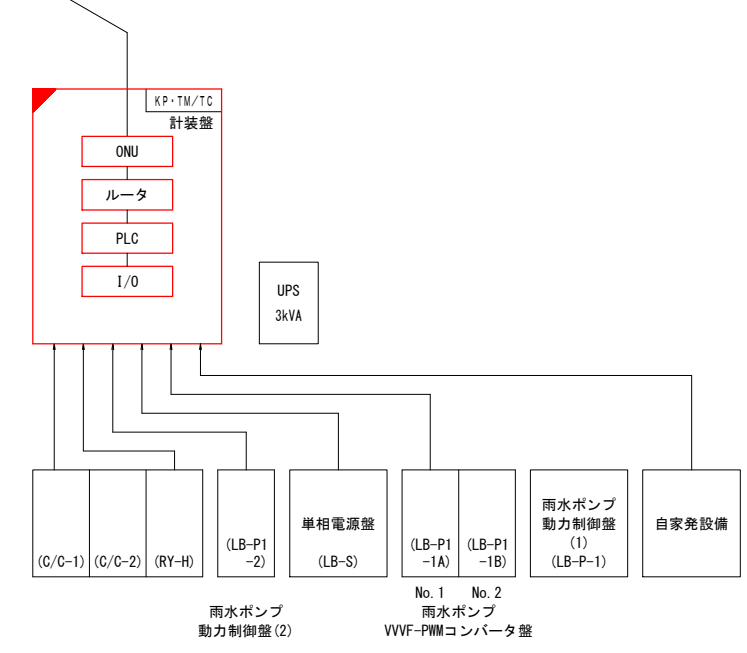 KP・TM/TC
計装盤
ONU
ルータ
PLC
I/O
UPS
3kVA
(C/C-1)
(C/C-2)
(RY-H)
(LB-P1
-2)
単相電源盤
(LB-S)
(LB-P1
-1A)
(LB-P1
-1B)
雨水ポンプ
動力制御盤
(1)
(LB-P-1)
自家発設備
No.1
No.2
雨水ポンプ
動力制御盤(2)
雨水ポンプ
VVVF-PWMコンバータ盤